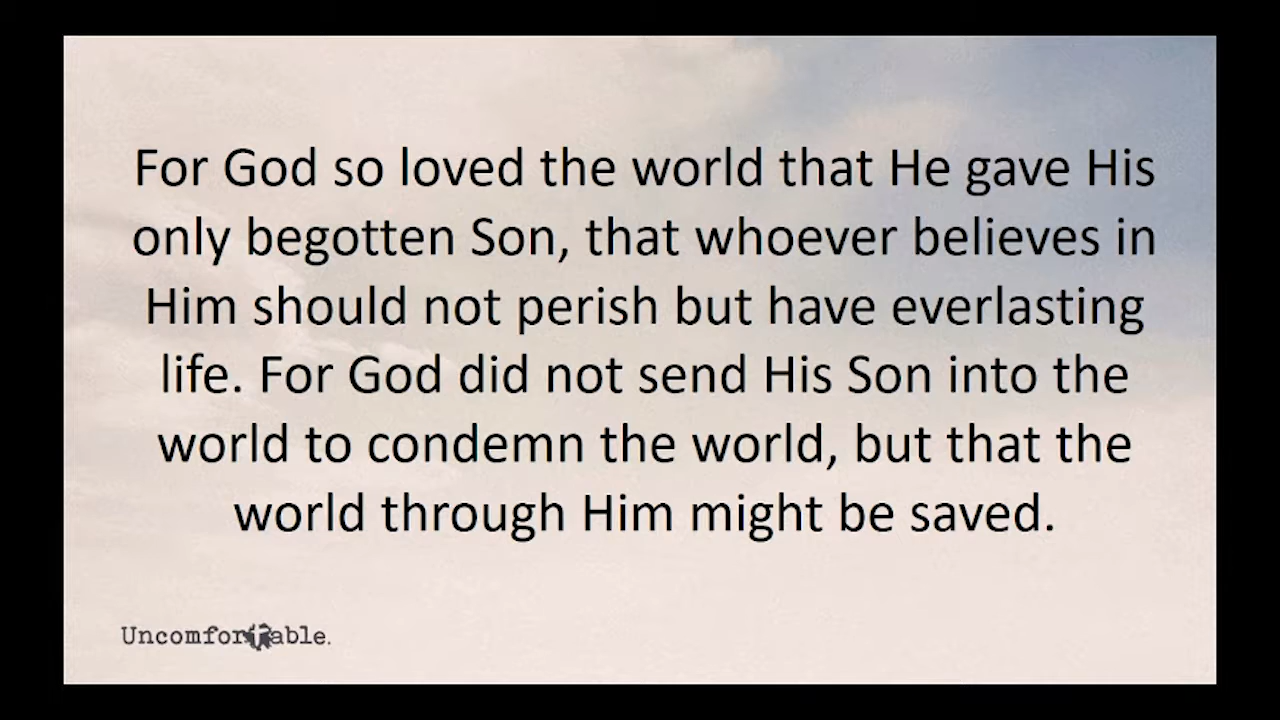 For God so loved the world that He gave His
only begotten Son, that whoever believes in
Him should not perish but have everlasting
life. For God did not send His Son into the
world to condemn the world, but that the
world through Him might be saved.
Uncomfortable.